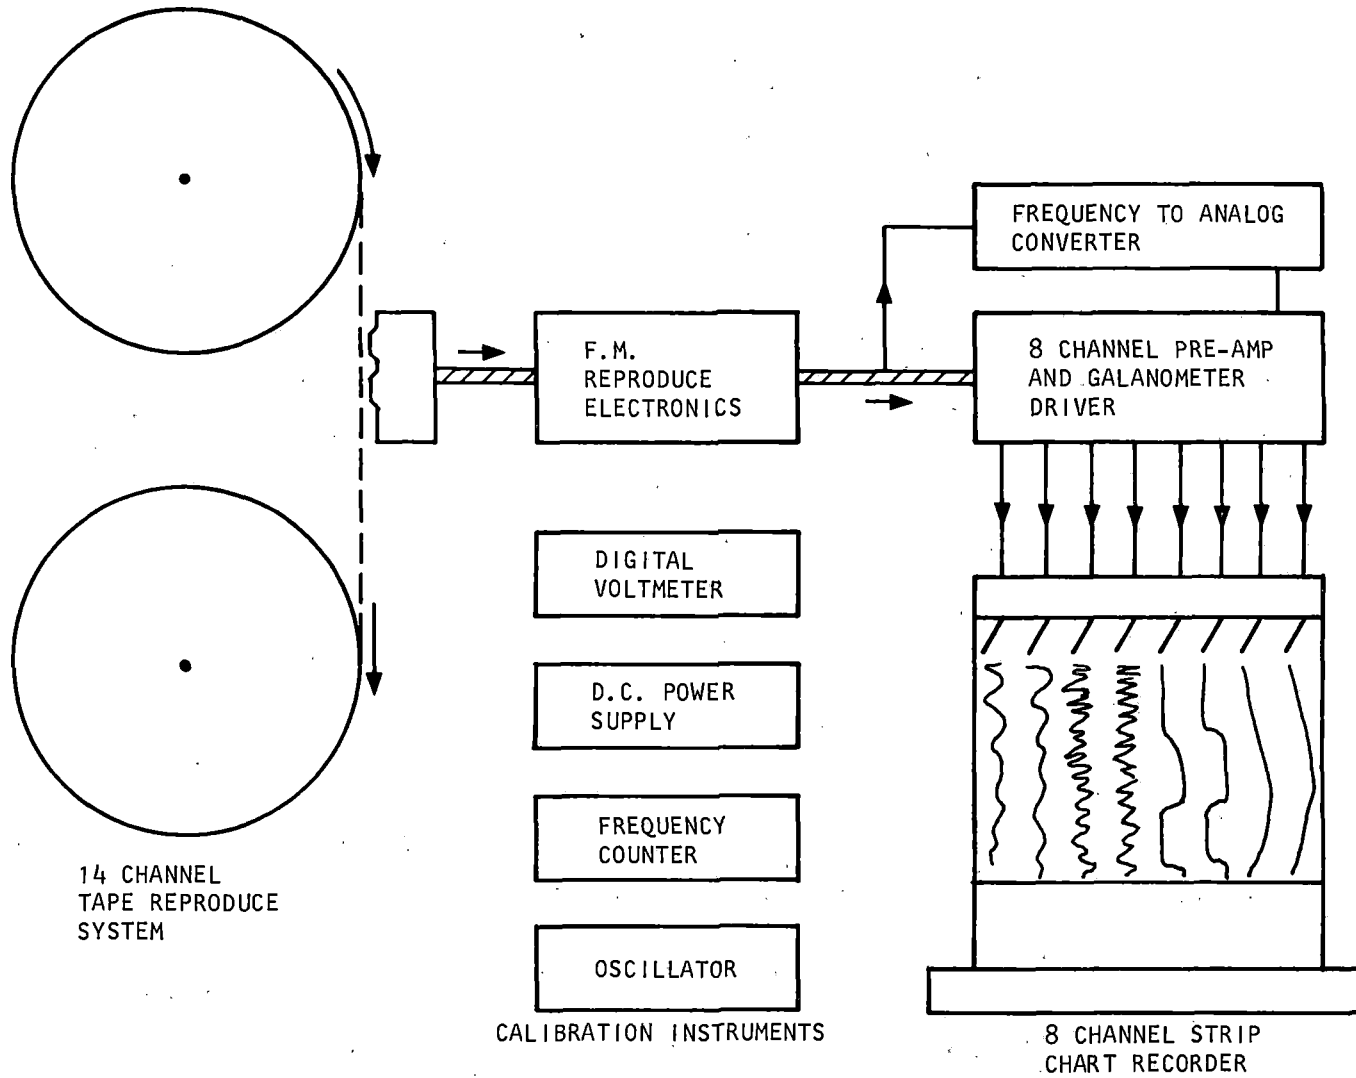 FREQUENCY TO ANALOG
CONVERTER
F.M.
REPRODUCE
ELECTRONICS
8 CHANNEL PRE-AMP
AND GALANOMETER
DRIVER
DIGITAL
VOLTMETER
D.C. POWER
SUPPLY
FREQUENCY
COUNTER
OSCILLATOR
CALIBRATION INSTRUMENTS
14 CHANNEL
TAPE REPRODUCE
SYSTEM
8 CHANNEL STRIP
CHART RECORDER